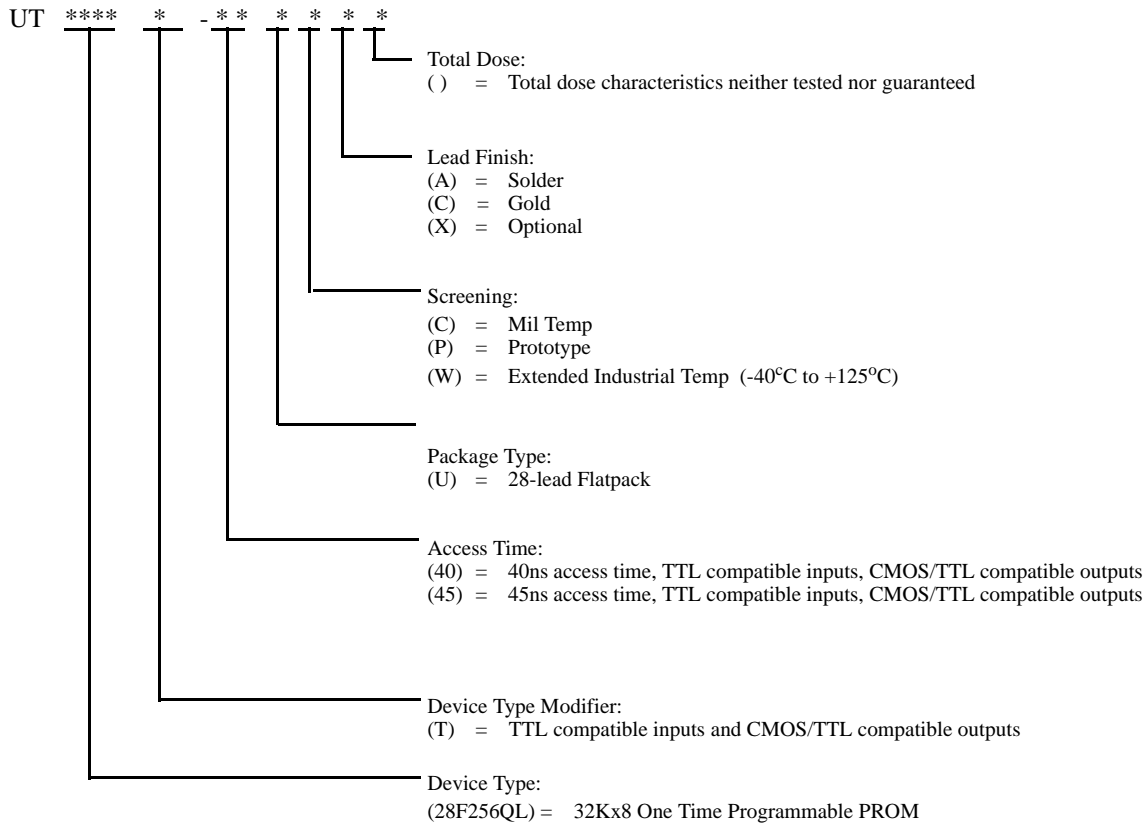 UT **** * - * * * * * *
Total Dose:
( ) = Total dose characteristics neither tested nor guaranteed
Lead Finish:
(A) = Solder
(C) = Gold
(X) = Optional
Screening:
(C) = Mil Temp
(P) = Prototype
(W) = Extended Industrial Temp (-40ᶜC to +125ᴼC)
Package Type:
(U) = 28-lead Flatpack
Access Time:
(40) = 40ns access time, TTL compatible inputs, CMOS/TTL compatible outputs
(45) = 45ns access time, TTL compatible inputs, CMOS/TTL compatible outputs
Device Type Modifier:
(T) = TTL compatible inputs and CMOS/TTL compatible outputs
Device Type:
(28F256QL) = 32Kx8 One Time Programmable PROM